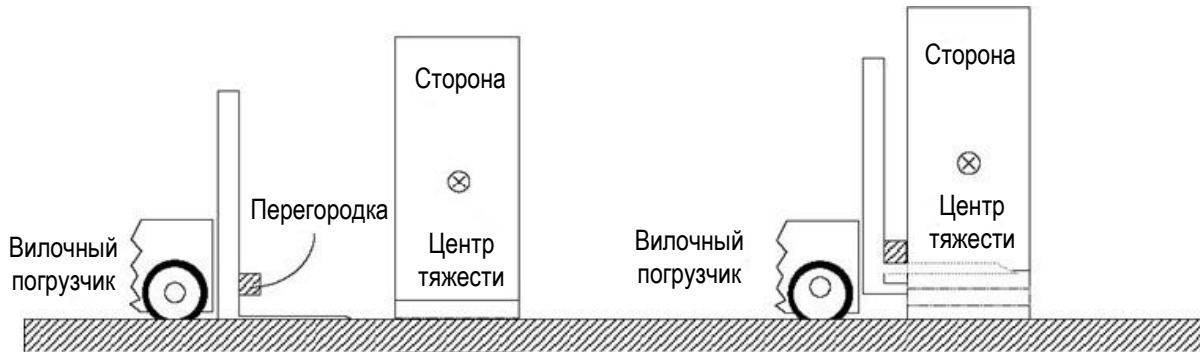 Сторона
Перегородка
Центр
тяжести
Вилочный
погрузчик
Сторона
Центр
тяжести
Вилочный
погрузчик